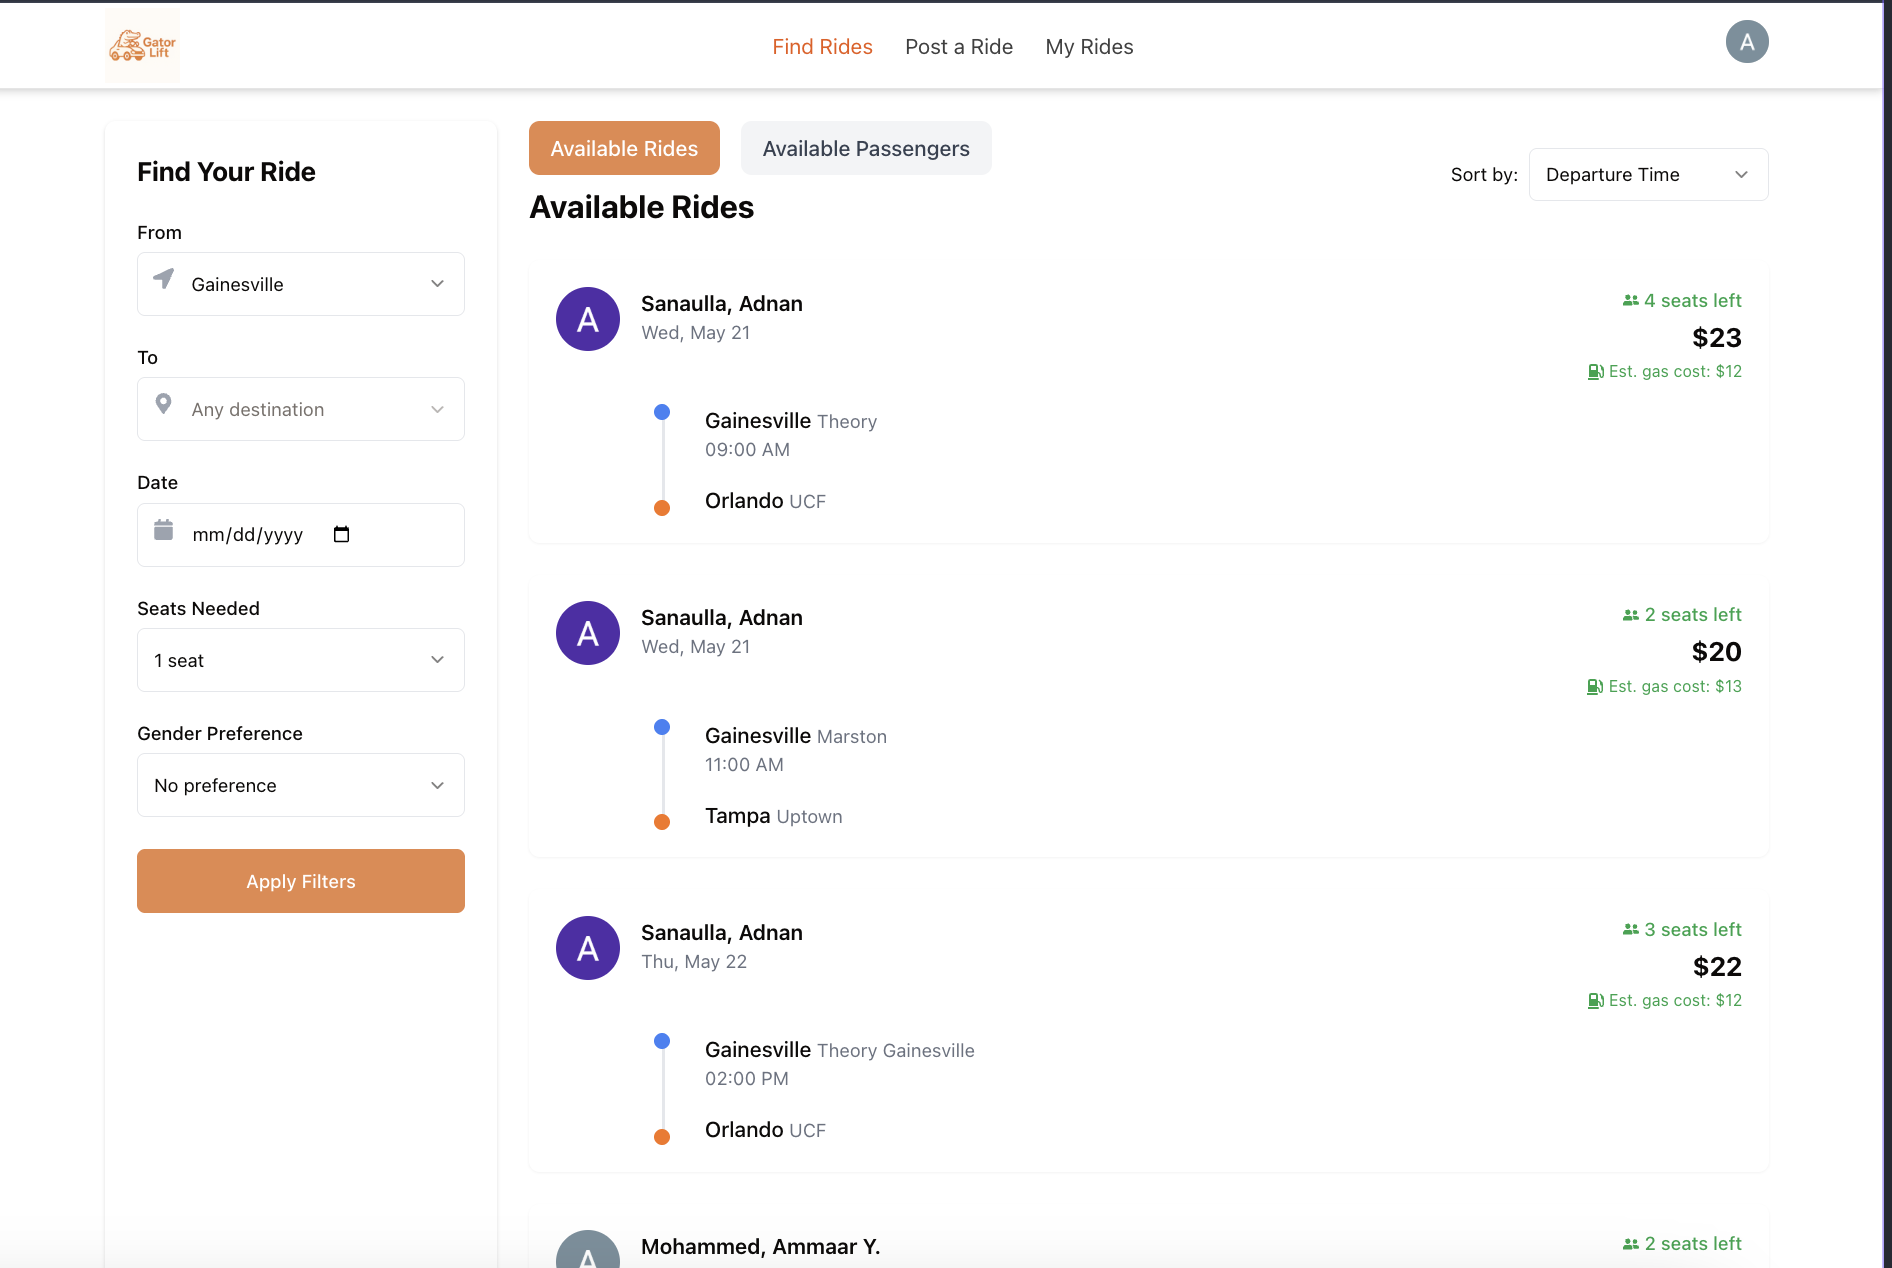 Gator
Lift
Find Rides
Post a Ride
My Rides
A
Find Your Ride
From
Gainesville
To
Any destination
Date
mm/dd/yyyy
Seats Needed
1 seat
Gender Preference
No preference
Apply Filters
Available Rides
Available Passengers
Sort by:
Departure Time
Available Rides
A
Sanaulla, Adnan
Wed, May 21
4 seats left
$23
Est. gas cost: $12
Gainesville Theory
09:00 AM
Orlando UCF
A
Sanaulla, Adnan
Wed, May 21
2 seats left
$20
Est. gas cost: $13
Gainesville Marston
11:00 AM
Tampa Uptown
A
Sanaulla, Adnan
Thu, May 22
3 seats left
$22
Est. gas cost: $12
Gainesville Theory Gainesville
02:00 PM
Orlando UCF
A
Mohammed, Ammaar Y.
2 seats left